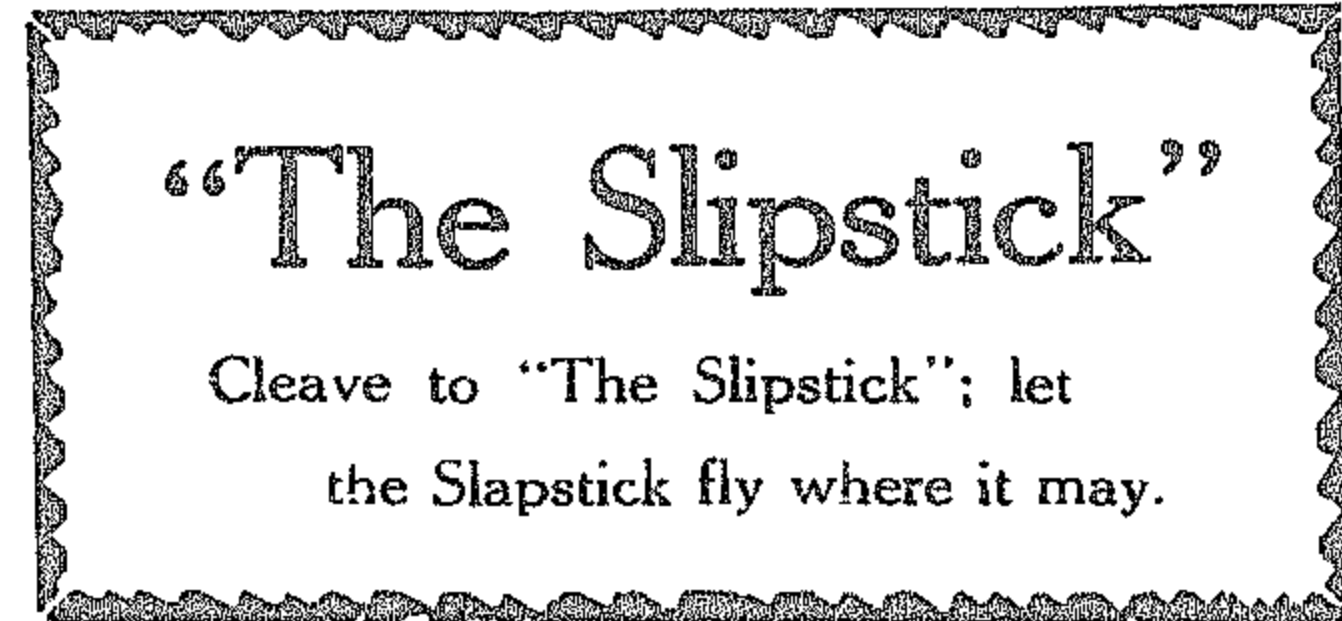 “The Slipstick”
Cleave to “The Slipstick”; let
the Slapstick fly where it may.